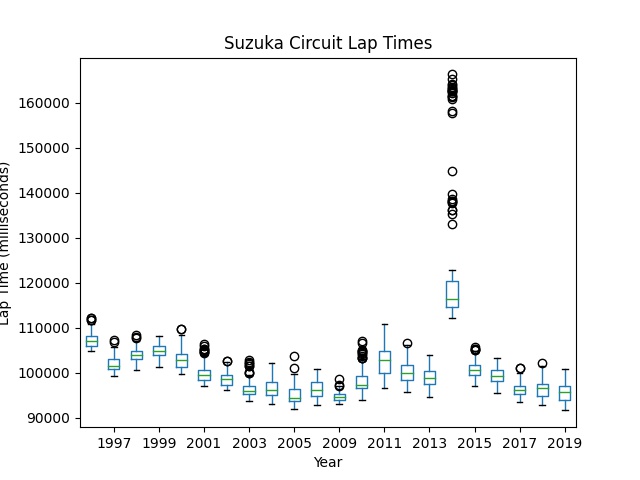 Suzuka Circuit Lap Times
Lap Time (milliseconds)
160000
150000
140000
130000
120000
110000
100000
90000
1997 1999 2001 2003 2005 2009 2011 2013 2015 2017 2019
Year